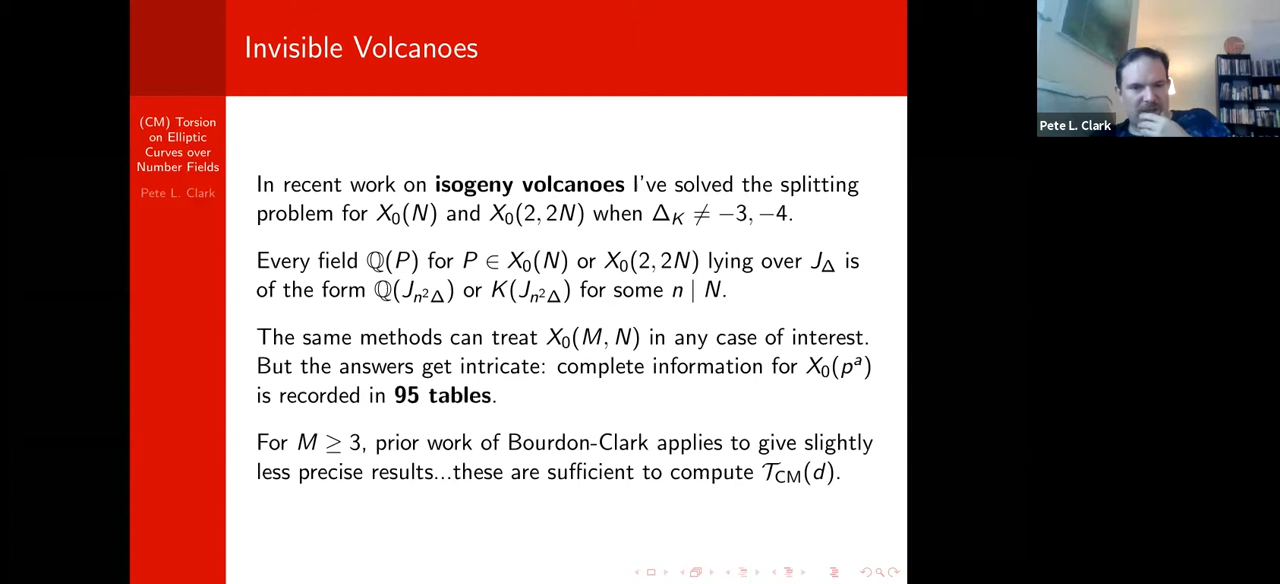 Invisible Volcanoes
(CM) Torsion
on Elliptic
Curves over
Number Fields
Pete L. Clark
In recent work on isogeny volcanoes I've solved the splitting
problem for X₀(N) and X₀(2, 2N) when Δ_K ≠ −3, −4.
Every field ℚ(P) for P ∈ X₀(N) or X₀(2, 2N) lying over J_Δ is
of the form ℚ(J_{n²Δ}) or K(J_{n²Δ}) for some n | N.
The same methods can treat X₀(M, N) in any case of interest.
But the answers get intricate: complete information for X₀(pᵃ)
is recorded in 95 tables.
For M ≥ 3, prior work of Bourdon-Clark applies to give slightly
less precise results...these are sufficient to compute 𝒯_CM(d).
Pete L. Clark